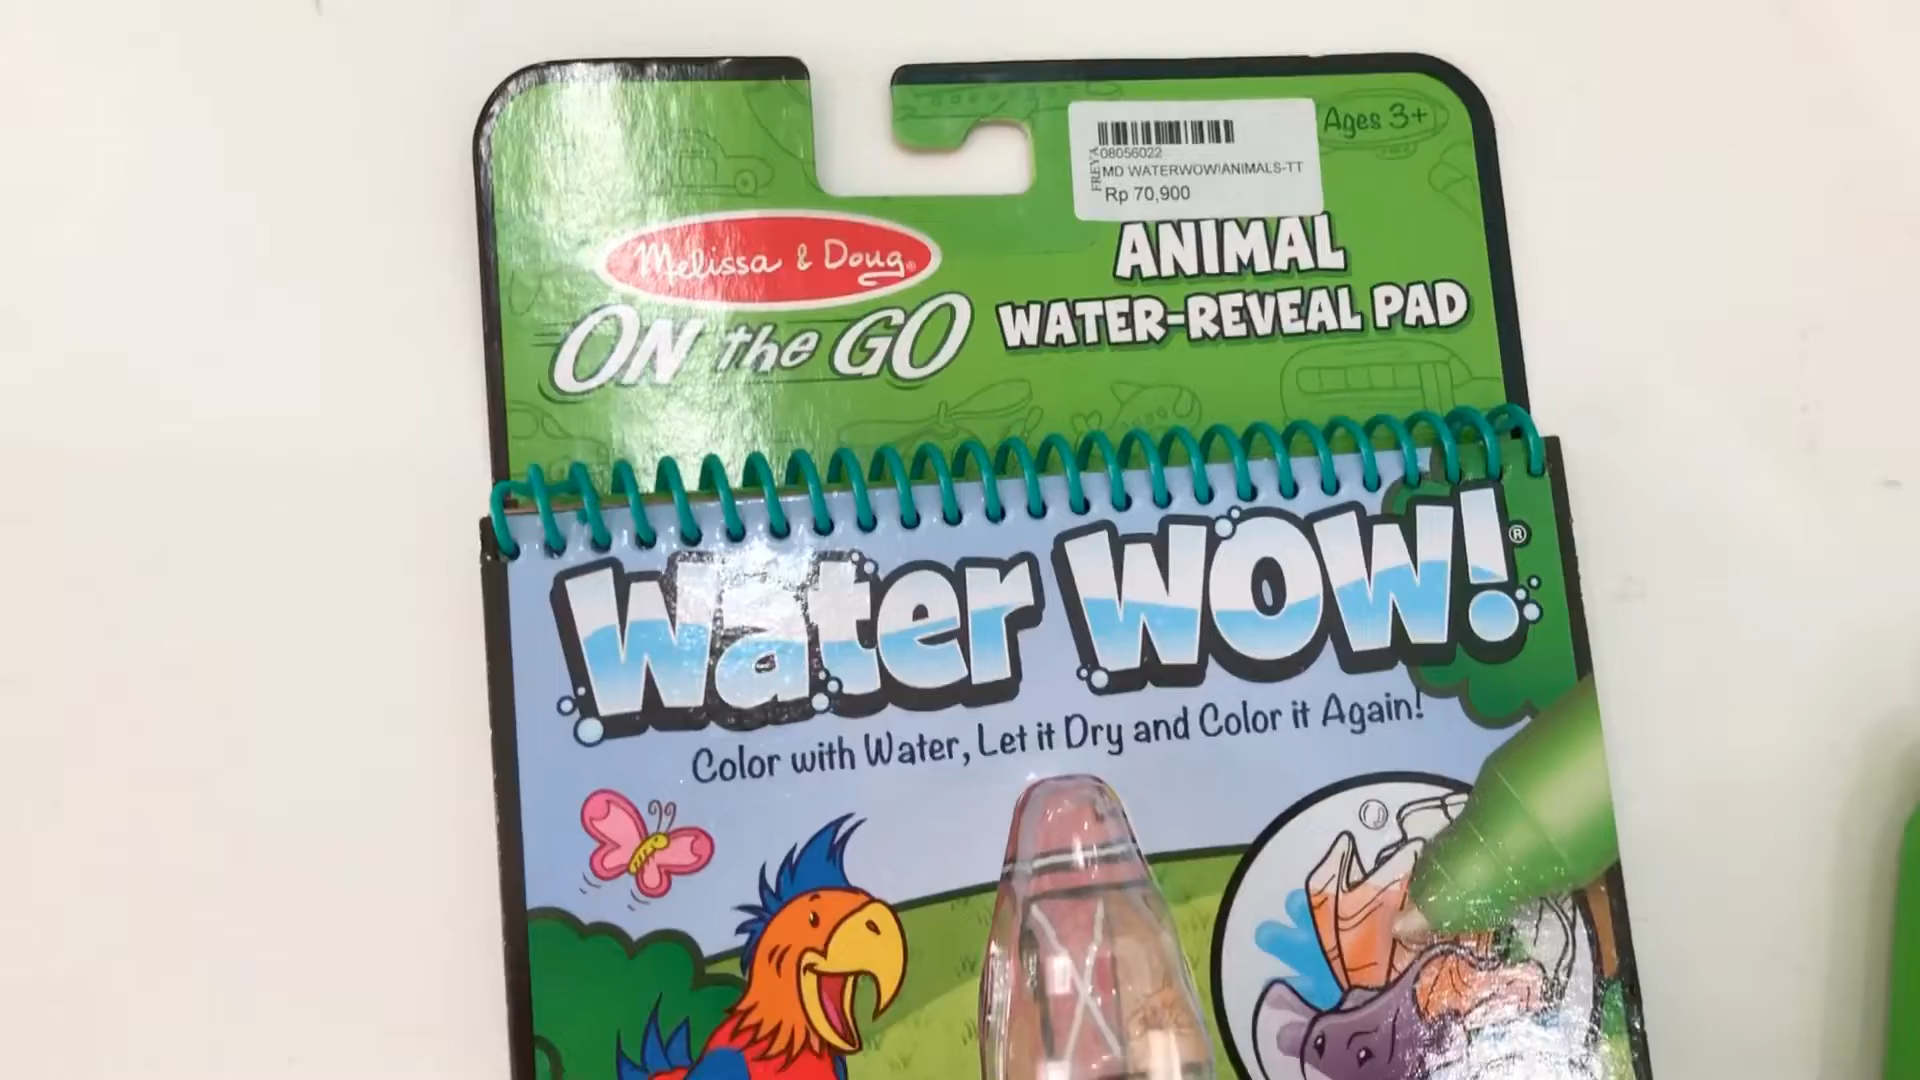 Ages 3+
08056022
FREYA
MD WATERWOW!ANIMALS-TT
Rp 70,900
Melissa & Doug®
ON the GO
ANIMAL
WATER-REVEAL PAD
Water WOW!®
Color with Water, Let it Dry and Color it Again!